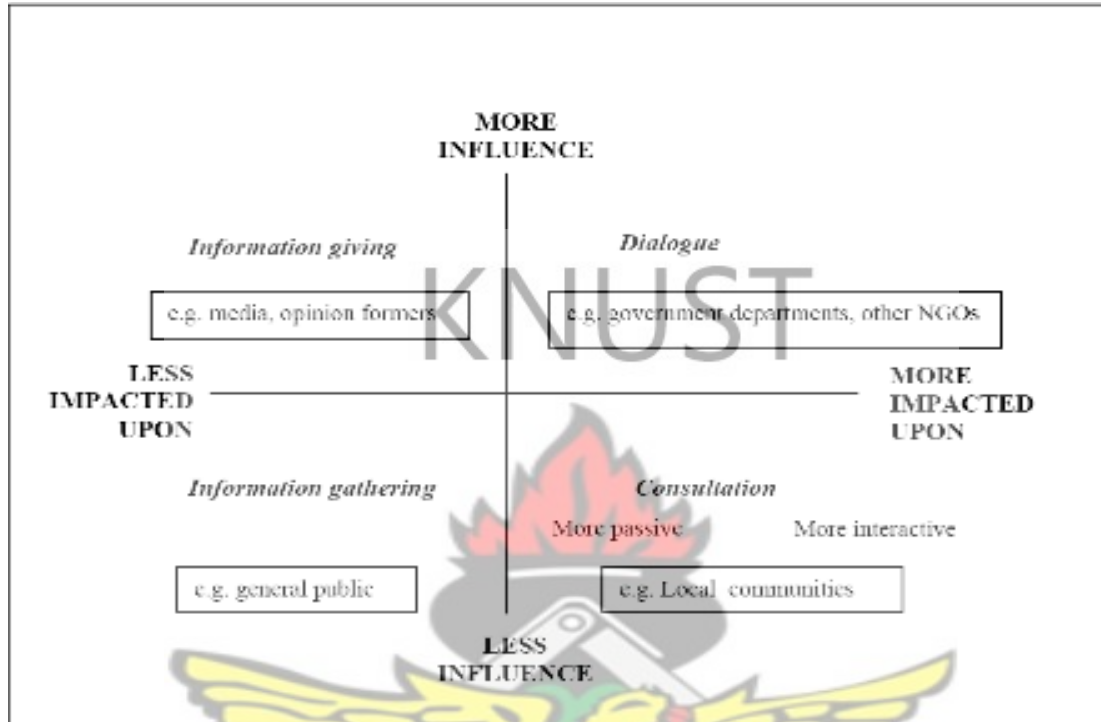 MORE
INFLUENCE
Information giving
Dialogue
KNUST
e.g. media, opinion formers
e.g. government departments, other NGOs
LESS
IMPACTED
UPON
MORE
IMPACTED
UPON
Information gathering
Consultation
More passive
More interactive
e.g. general public
e.g. Local communities
LESS
INFLUENCE